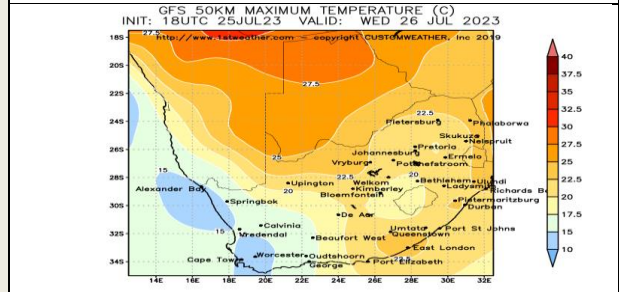 GFS 50KM MAXIMUM TEMPERATURE (C)
INIT: 18UTC 25JUL23 VALID: WED 26 JUL 2023
27.5
18S http://www.1stweather.com - copyright CUSTOMWEATHER, Inc 2019
40
20S 37.5
27.5 35
22S 32.5
22.5
24S Pietersburg Phalaborwa 30
Skukuza 27.5
Pretoria Nelspruit
26S Johannesburg 25
25 Vryburg Potchefstroom Ermelo
15 20 22.5
28S 22.5 Welkom Bethlehem Ulundi
Alexander Bay Upington Kimberley Ladysmith 20
20 Bloemfontein Richards Ba
30S Springbok Pietermaritzburg 17.5
De Aar Durban
15 Calvinia Umtata Port St Johns 15
32S Vredendal Beaufort West Queenstown
East London 10
34S Cape Town Worcester Oudtshoorn 22.5
George Port Elizabeth
14E 16E 18E 20E 22E 24E 26E 28E 30E 32E